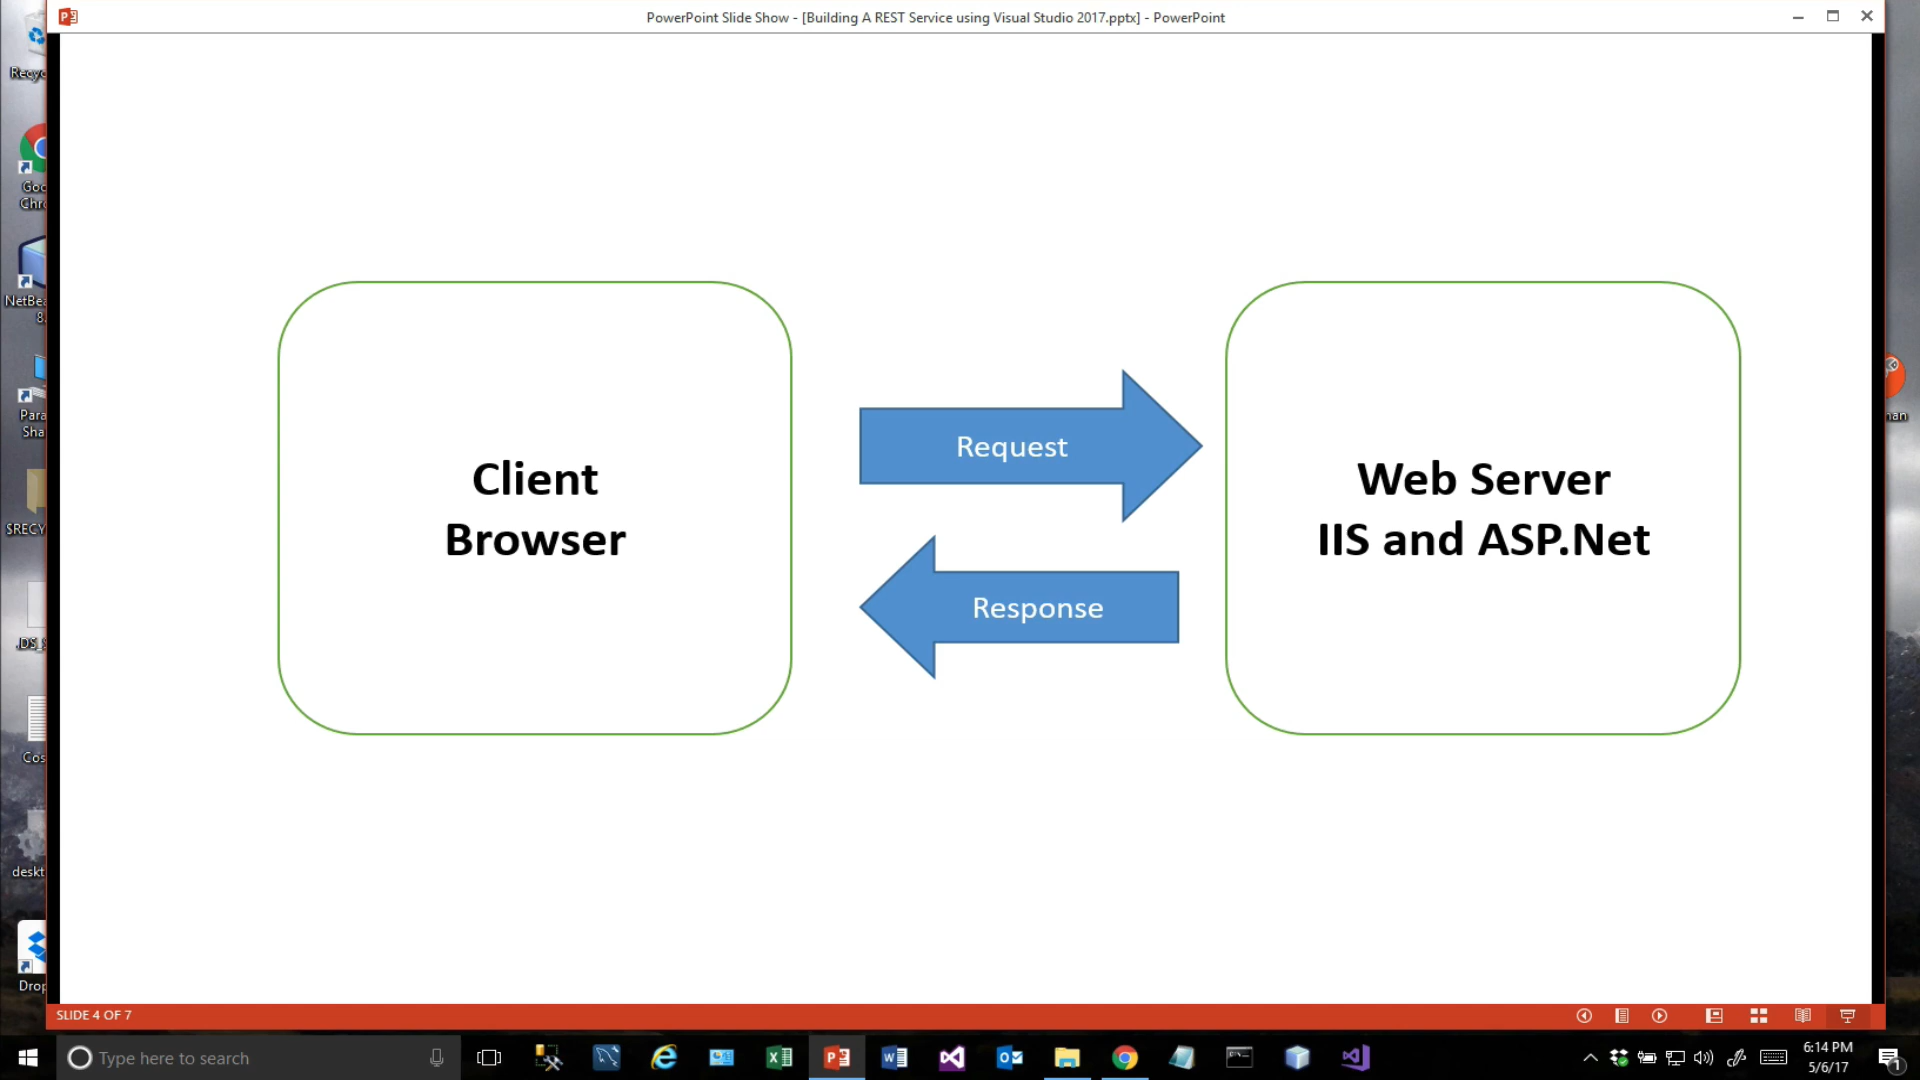 PowerPoint Slide Show - [Building A REST Service using Visual Studio 2017.pptx] - PowerPoint
Client
Browser
Request
Response
Web Server
IIS and ASP.Net
SLIDE 4 OF 7
Type here to search
6:14 PM
5/6/17
1